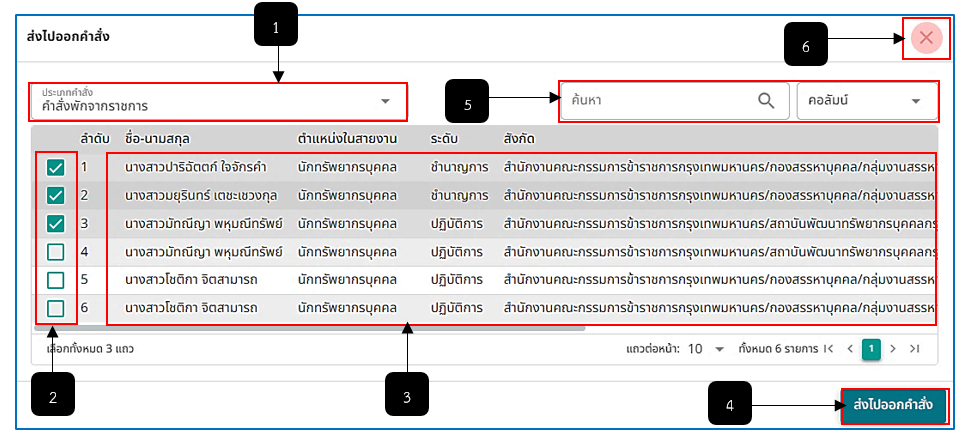 1
ส่งไปออกคำสั่ง
6
ประเภทคำสั่ง
คำสั่งพักจากราชการ
5
ค้นหา
คอลัมน์
ลำดับ ชื่อ-นามสกุล ตำแหน่งในสายงาน ระดับ สังกัด
1 นางสาวปาริฉัตตก์ ใจจักรคำ นักทรัพยากรบุคคล ชำนาญการ สำนักงานคณะกรรมการข้าราชการกรุงเทพมหานคร/กองสรรหาบุคคล/กลุ่มงานสรรห
2 นางสาวมยุรินทร์ เตชะเชวงกุล นักทรัพยากรบุคคล ชำนาญการ สำนักงานคณะกรรมการข้าราชการกรุงเทพมหานคร/กองสรรหาบุคคล/กลุ่มงานสรรห
3 นางสาวมัทณีญา พหุมณีทรัพย์ นักทรัพยากรบุคคล ปฏิบัติการ สำนักงานคณะกรรมการข้าราชการกรุงเทพมหานคร/สถาบันพัฒนาทรัพยากรบุคคลกร
4 นางสาวมัทณีญา พหุมณีทรัพย์ นักทรัพยากรบุคคล ปฏิบัติการ สำนักงานคณะกรรมการข้าราชการกรุงเทพมหานคร/สถาบันพัฒนาทรัพยากรบุคคลกร
5 นางสาวโชติกา จิตสามารถ นักทรัพยากรบุคคล ปฏิบัติการ สำนักงานคณะกรรมการข้าราชการกรุงเทพมหานคร/กองสรรหาบุคคล/กลุ่มงานสรรห
6 นางสาวโชติกา จิตสามารถ นักทรัพยากรบุคคล ปฏิบัติการ สำนักงานคณะกรรมการข้าราชการกรุงเทพมหานคร/กองสรรหาบุคคล/กลุ่มงานสรรห
เลือกทั้งหมด 3 แถว แถวต่อหน้า: 10 ทั้งหมด 6 รายการ 1
2
3
4
ส่งไปออกคำสั่ง